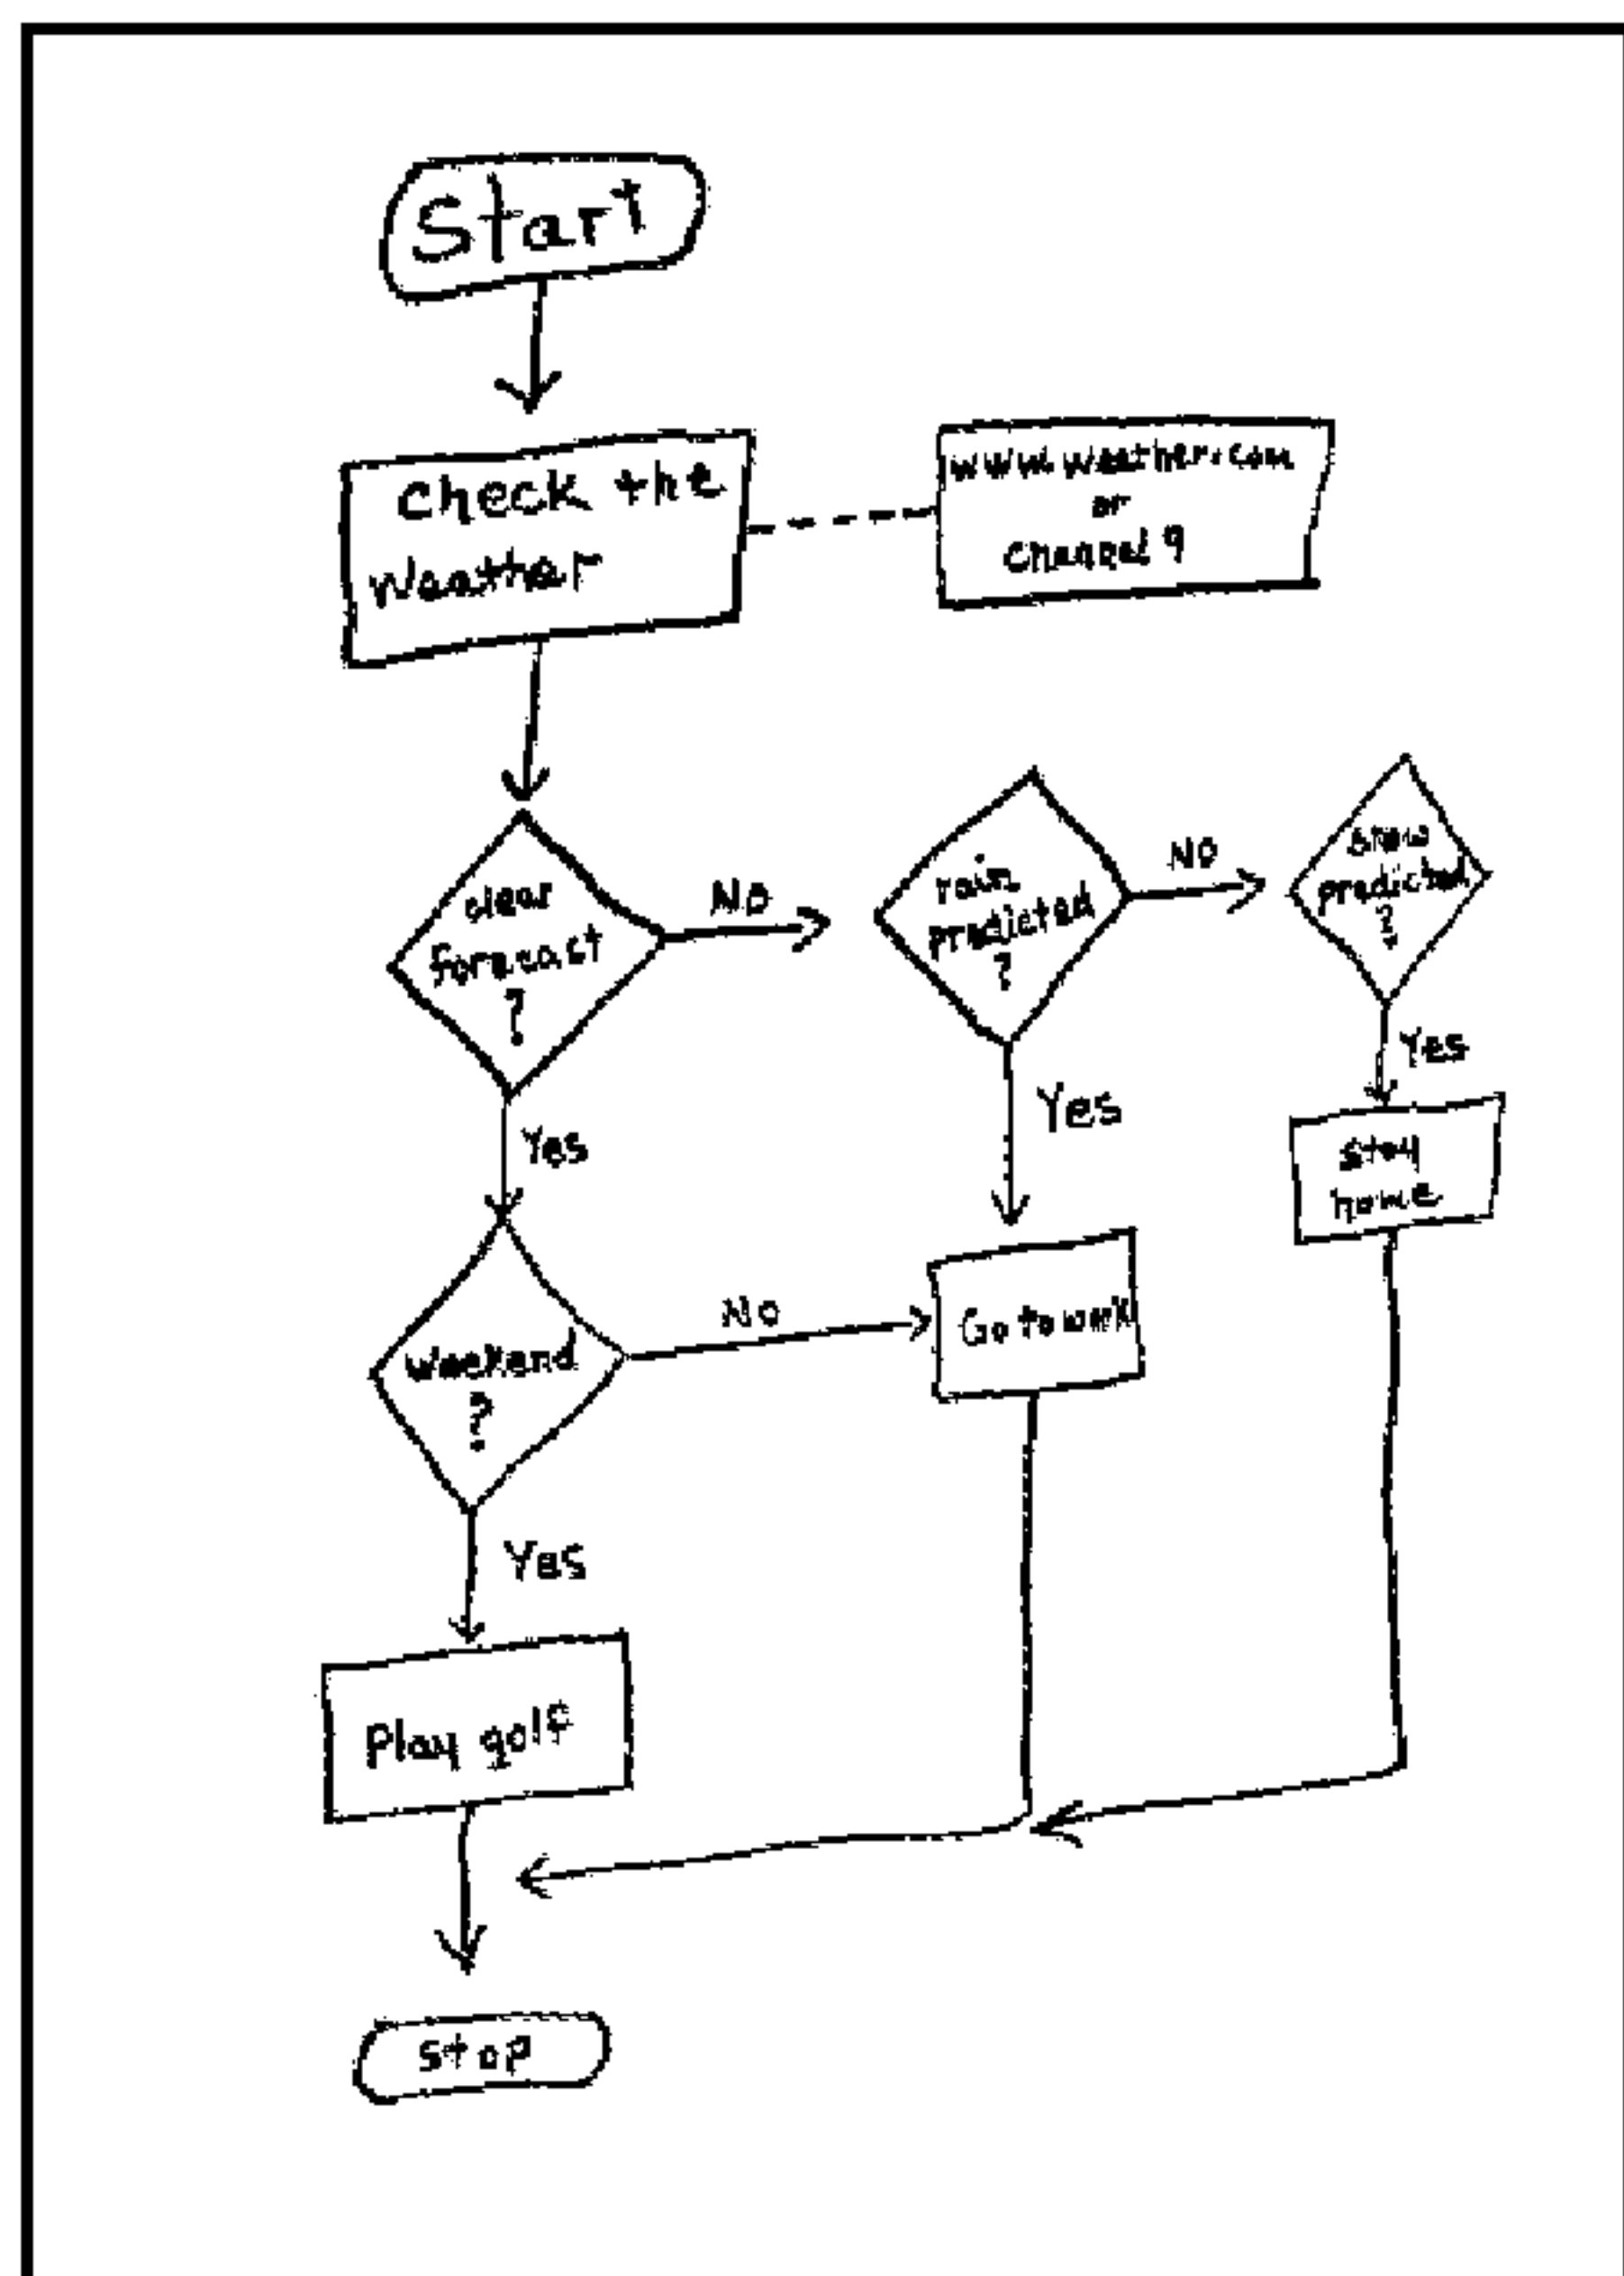 Start
Check the
Weather
www.weather.com
or
Channel 9
clear
forecast
?
No
rain
predicted
?
No
snow
predicted
?
Yes
Yes
Yes
stay
home
Weekend
?
No
Go to work
Yes
Play golf
stop